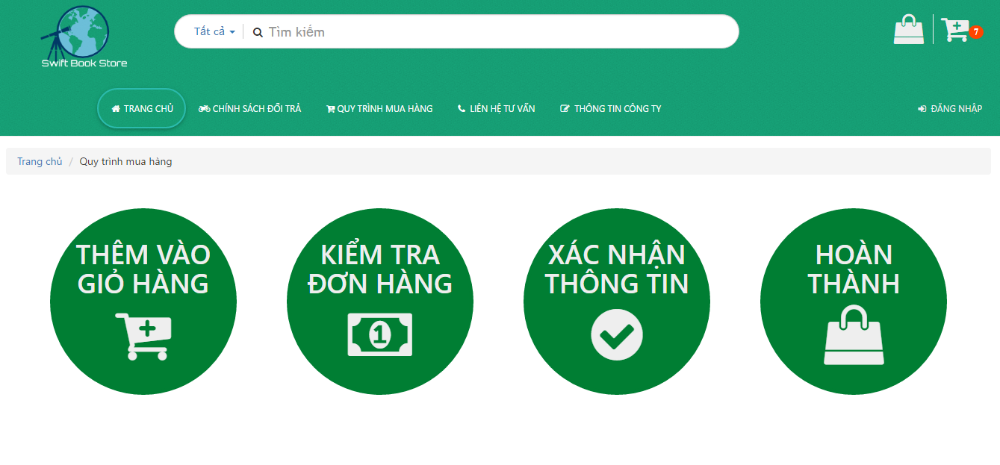 Swift Book Store
Tất cả
Tìm kiếm
7
TRANG CHỦ
CHÍNH SÁCH ĐỔI TRẢ
QUY TRÌNH MUA HÀNG
LIÊN HỆ TƯ VẤN
THÔNG TIN CÔNG TY
ĐĂNG NHẬP
Trang chủ / Quy trình mua hàng
THÊM VÀO
GIỎ HÀNG
KIỂM TRA
ĐƠN HÀNG
1
XÁC NHẬN
THÔNG TIN
HOÀN
THÀNH